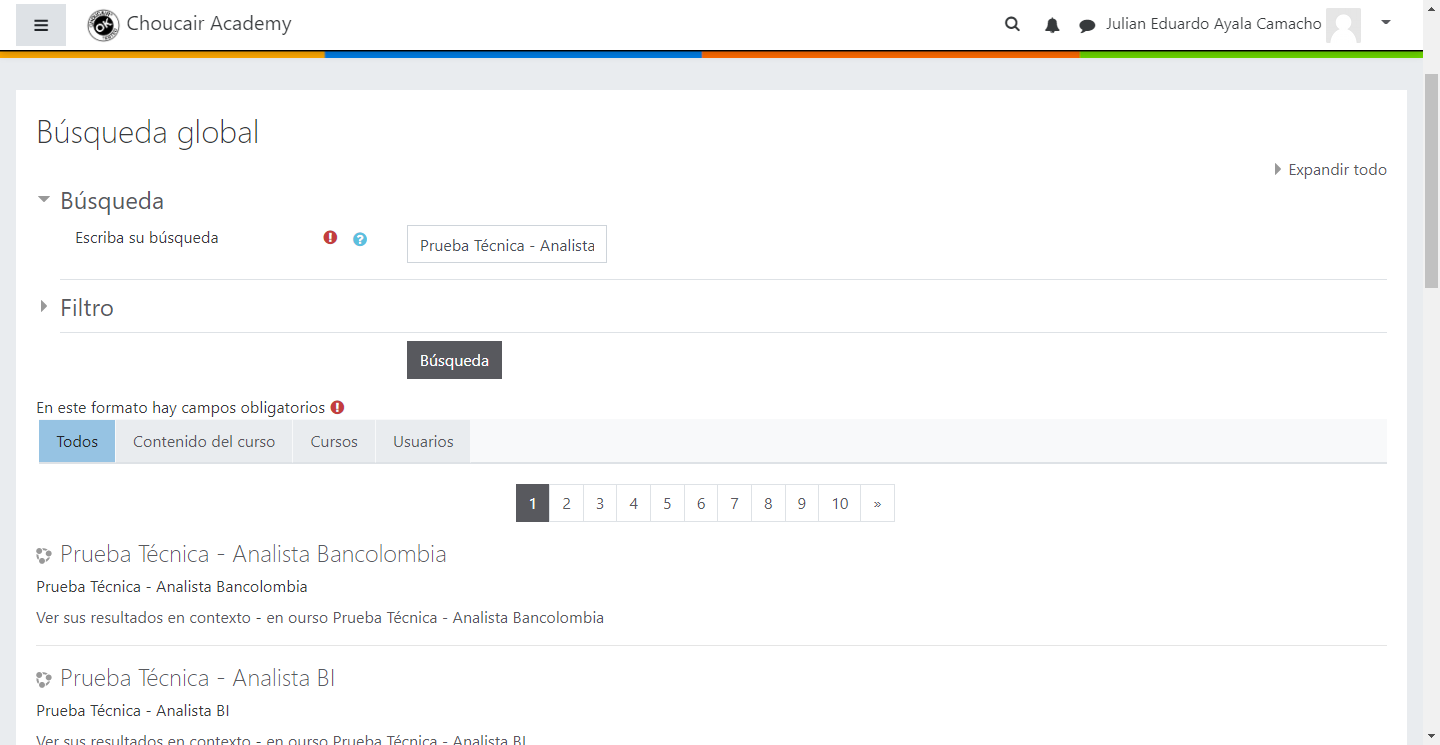 Choucair Academy
Julian Eduardo Ayala Camacho
Búsqueda global
Expandir todo
Búsqueda
Escriba su búsqueda
Prueba Técnica - Analista
Filtro
Búsqueda
En este formato hay campos obligatorios
Todos Contenido del curso Cursos Usuarios
1 2 3 4 5 6 7 8 9 10 »
Prueba Técnica - Analista Bancolombia
Prueba Técnica - Analista Bancolombia
Ver sus resultados en contexto - en ourso Prueba Técnica - Analista Bancolombia
Prueba Técnica - Analista BI
Prueba Técnica - Analista BI
Ver sus resultados en contexto - en ourso Prueba Técnica - Analista BI